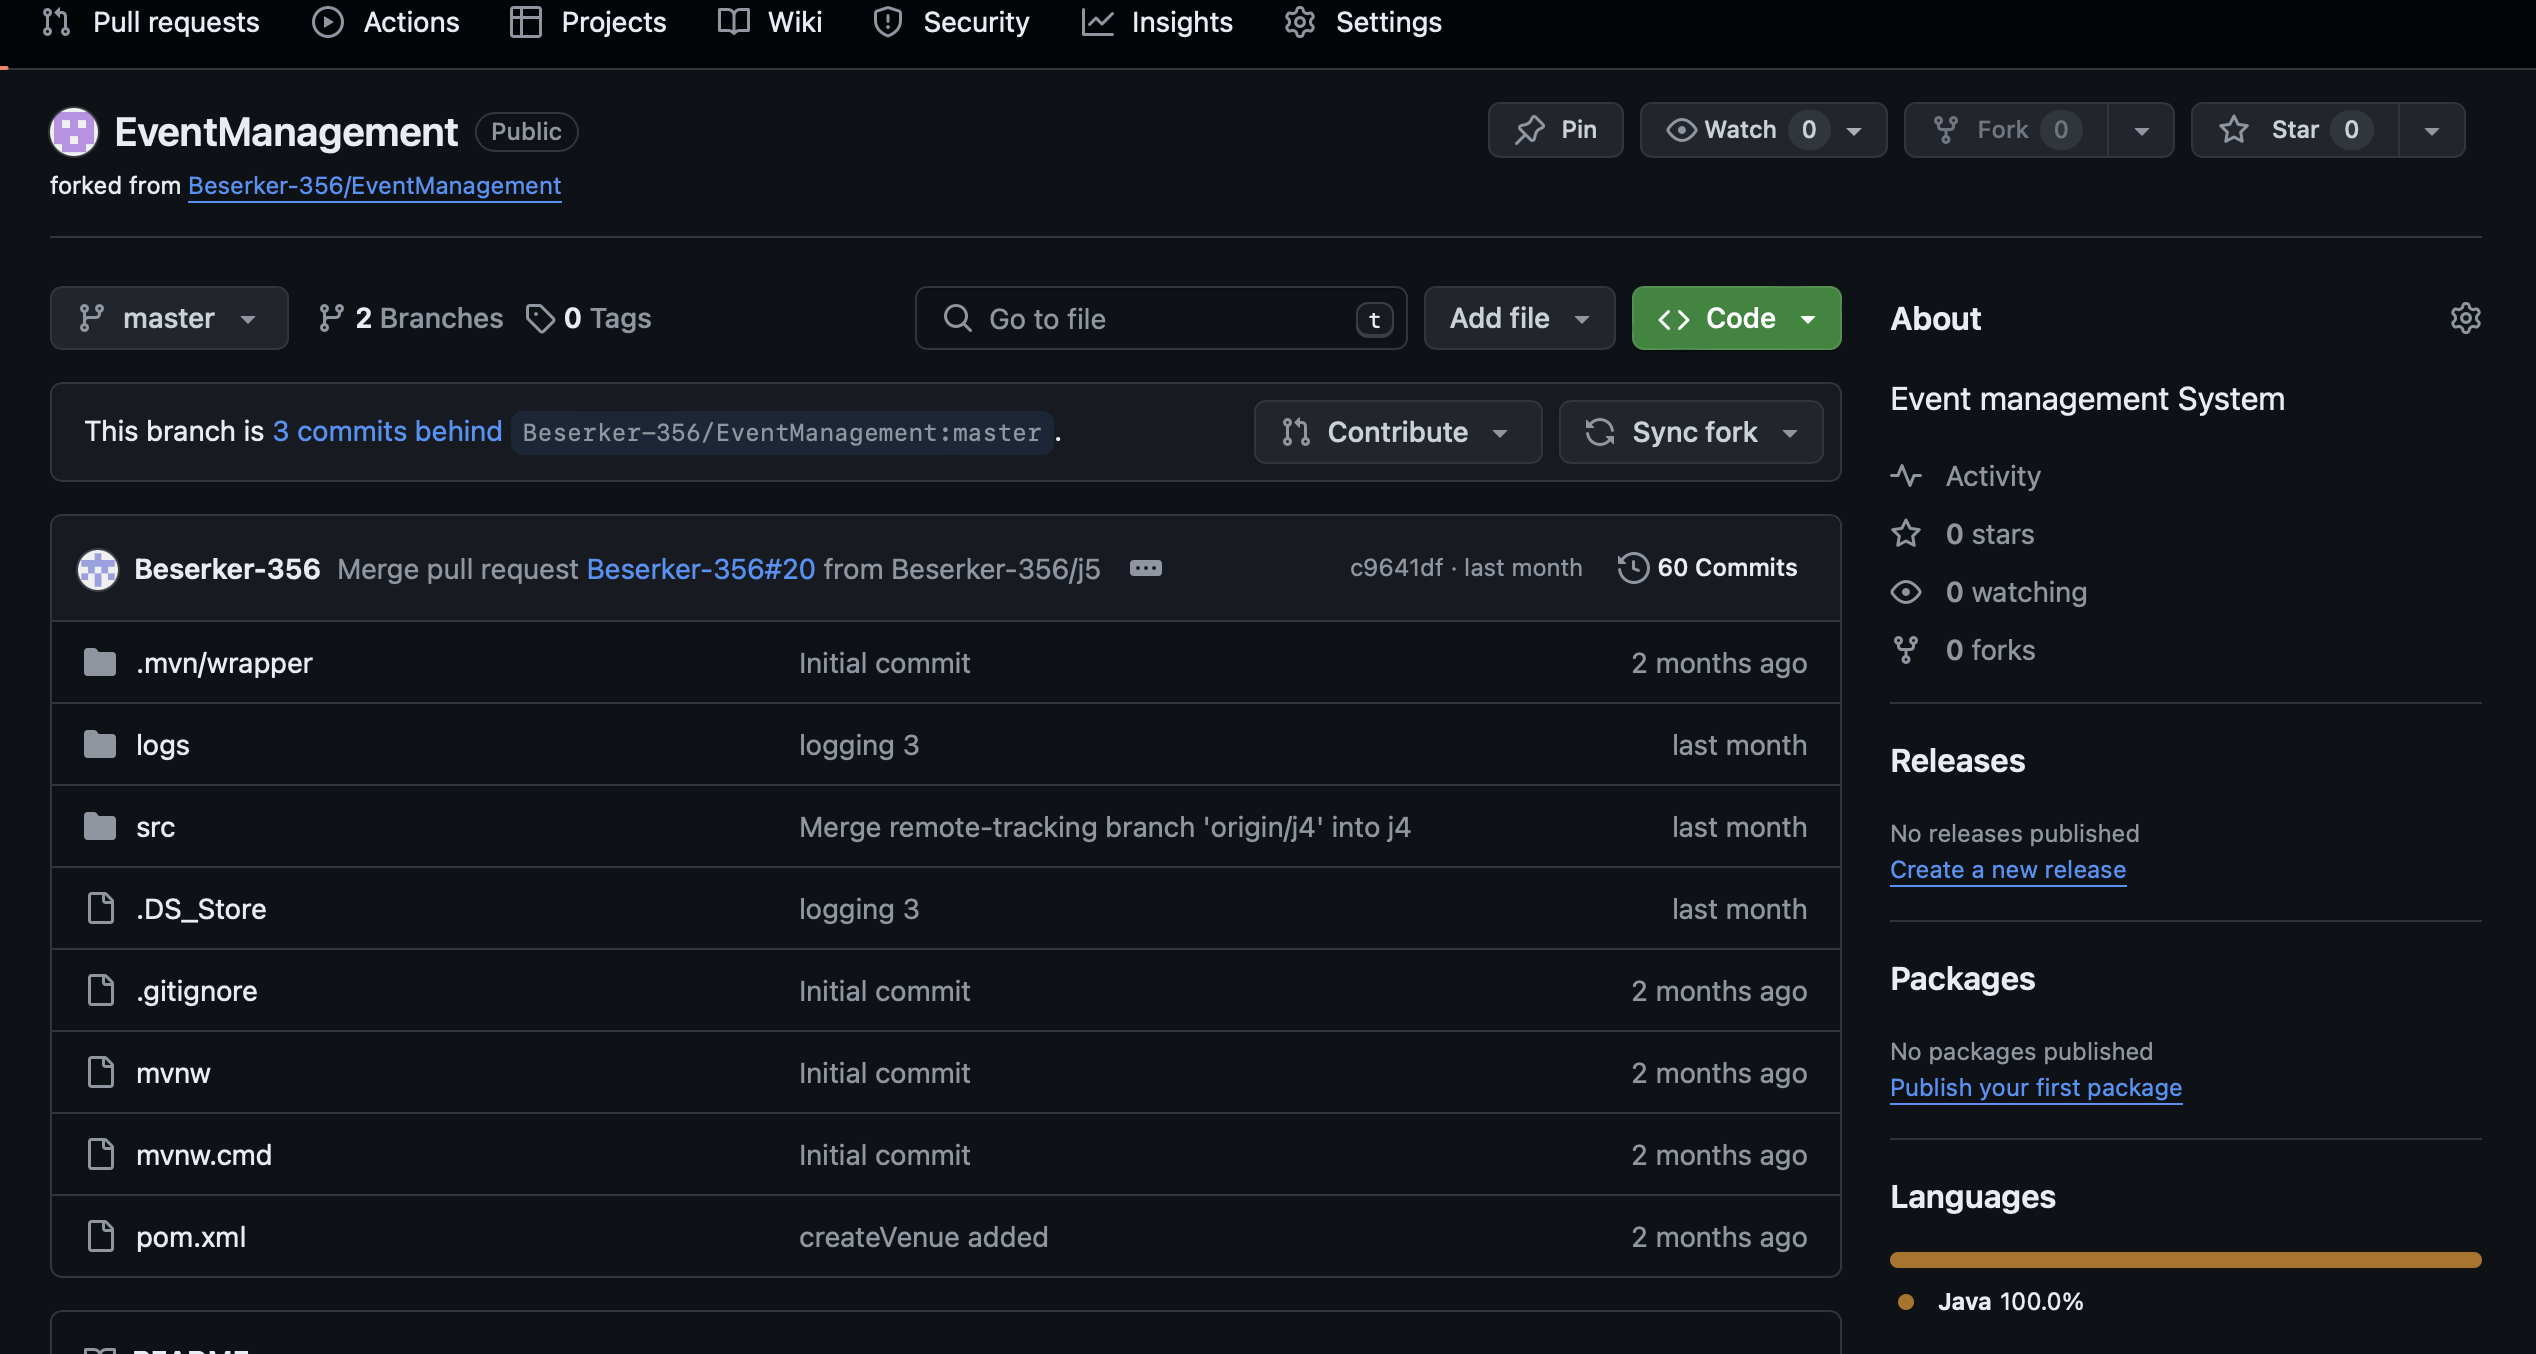 Pull requests Actions Projects Wiki Security Insights Settings
EventManagement Public Pin Watch 0 Fork 0 Star 0
forked from Beserker-356/EventManagement
master 2 Branches 0 Tags Go to file t Add file Code
This branch is 3 commits behind Beserker-356/EventManagement:master . Contribute Sync fork
Beserker-356 Merge pull request Beserker-356#20 from Beserker-356/j5 c9641df · last month 60 Commits
.mvn/wrapper Initial commit 2 months ago
logs logging 3 last month
src Merge remote-tracking branch 'origin/j4' into j4 last month
.DS_Store logging 3 last month
.gitignore Initial commit 2 months ago
mvnw Initial commit 2 months ago
mvnw.cmd Initial commit 2 months ago
pom.xml createVenue added 2 months ago
README
About
Event management System
Activity
0 stars
0 watching
0 forks
Releases
No releases published
Create a new release
Packages
No packages published
Publish your first package
Languages
Java 100.0%